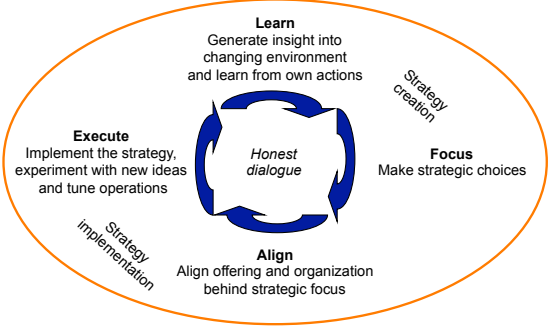 Learn
Generate insight into
changing environment
and learn from own actions
Strategy
creation
Execute
Implement the strategy,
experiment with new ideas
and tune operations
Honest
dialogue
Focus
Make strategic choices
Strategy
implementation
Align
Align offering and organization
behind strategic focus